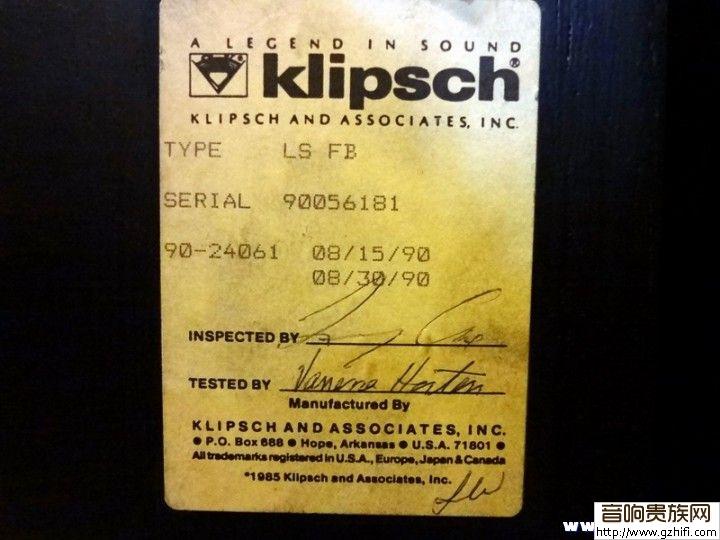 A LEGEND IN SOUND
klipsch®
KLIPSCH AND ASSOCIATES, INC.
TYPE LS FB
SERIAL 90056181
90-24061 08/15/90
08/30/90
INSPECTED BY
TESTED BY Horton
Manufactured By
KLIPSCH AND ASSOCIATES, INC.
● P.O. Box 688 ● Hope, Arkansas ● U.S.A. 71801 ●
All trademarks registered in U.S.A., Europe, Japan & Canada
©1985 Klipsch and Associates, Inc.
音响贵族网
http://www.gzhifi.com